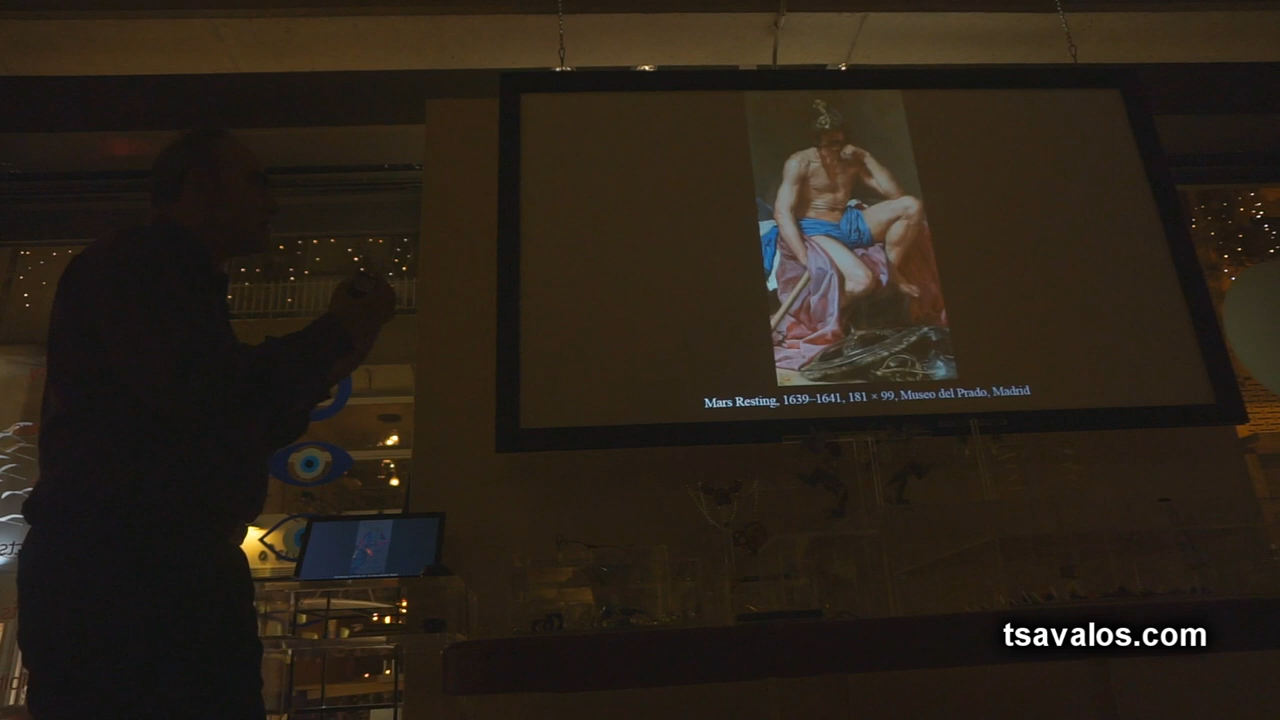 Mars Resting, 1639–1641, 181 × 99, Museo del Prado, Madrid
tsavalos.com